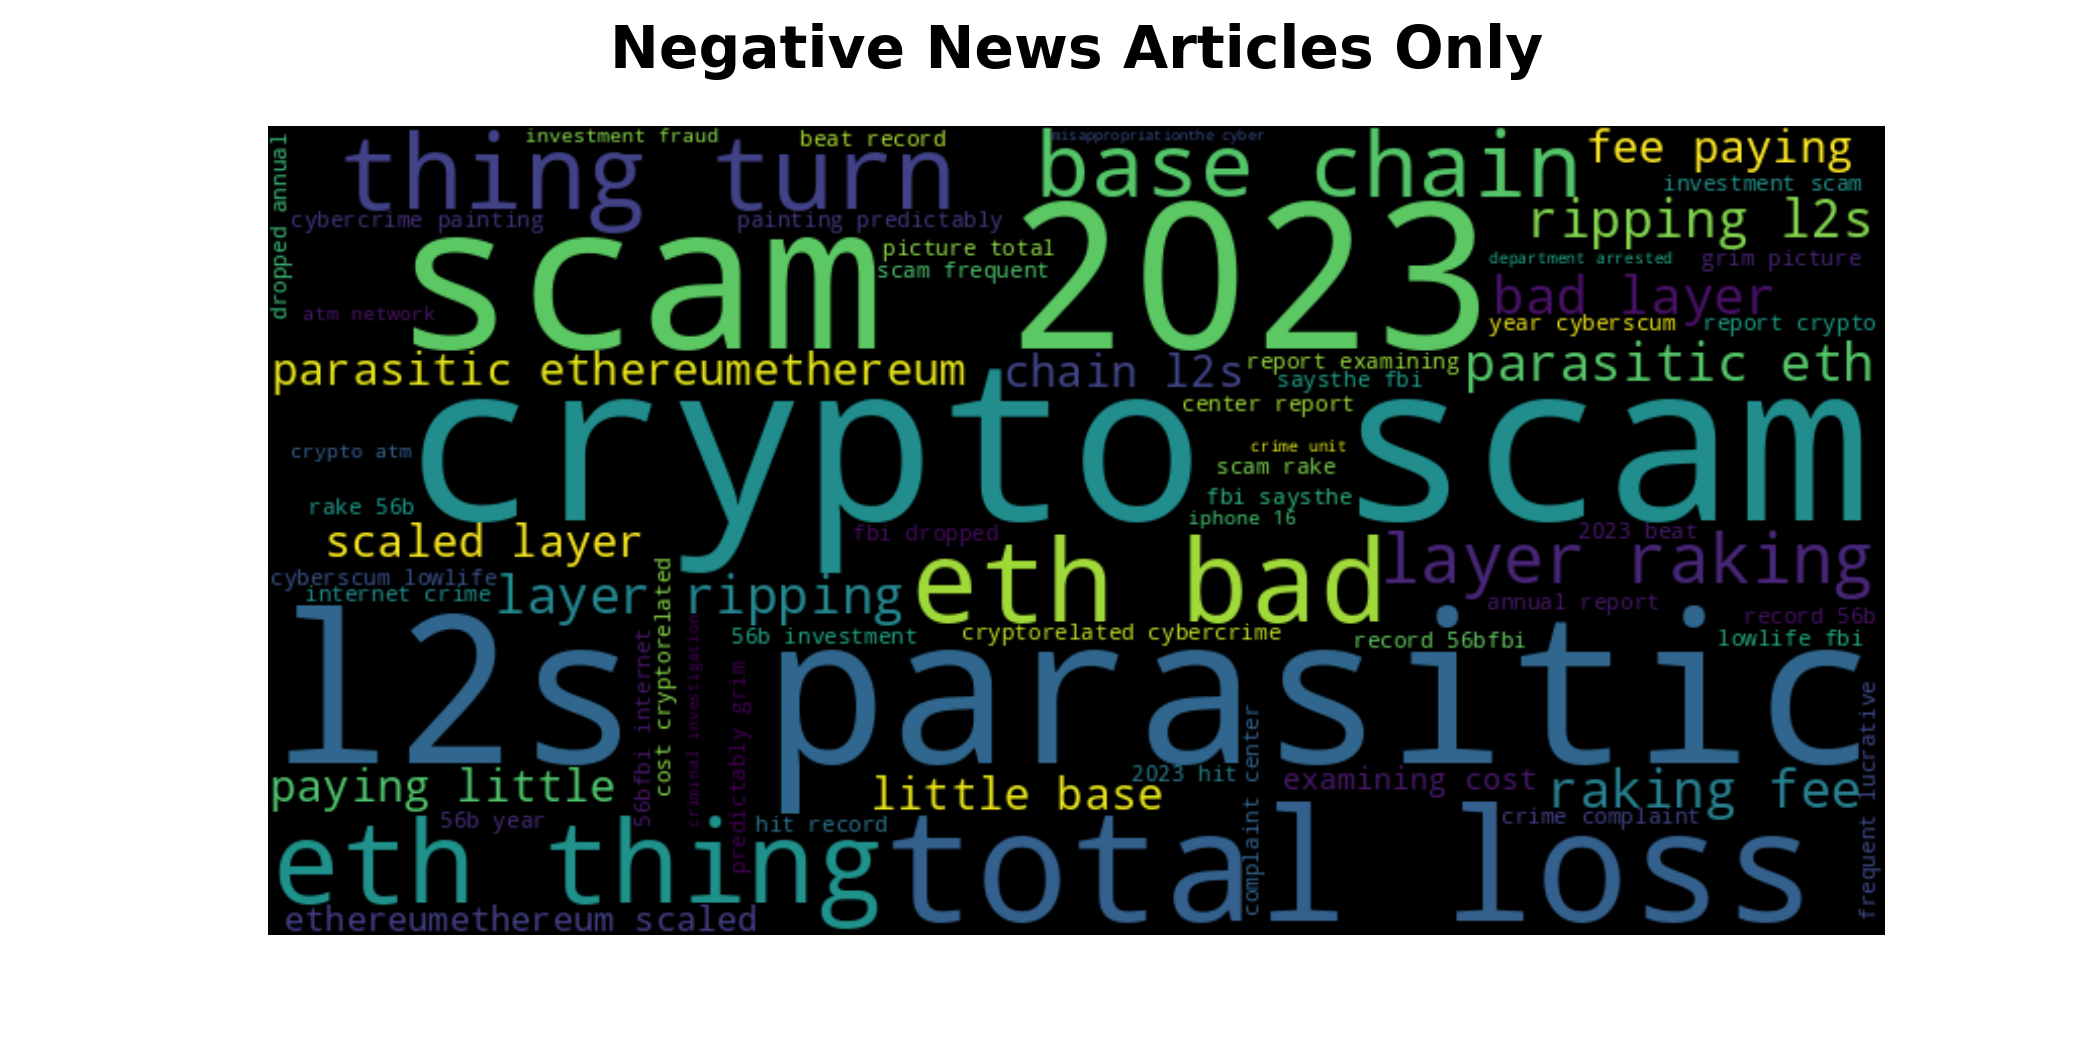 Negative News Articles Only
dropped annual
investment fraud
beat record
misappropriationthe cyber
thing turn
base chain
fee paying
investment scam
cybercrime painting
painting predictably
ripping l2s
scam 2023
picture total
scam frequent
department arrested
grim picture
bad layer
atm network
year cyberscum
report crypto
parasitic ethereumethereum
chain l2s
report examining
saysthe fbi
parasitic eth
crypto scam
center report
crypto atm
crime unit
scam rake
rake 56b
fbi saysthe
iphone 16
scaled layer
fbi dropped
2023 beat
layer raking
eth bad
cyberscum lowlife
internet crime
layer ripping
annual report
record 56b
l2s parasitic
56b investment
cryptorelated cybercrime
record 56bfbi
lowlife fbi
56bfbi internet
cost cryptorelated
criminal investigation
predictably grim
complaint center
frequent lucrative
paying little
little base
2023 hit
examining cost
raking fee
56b year
hit record
crime complaint
eth thing
total loss
ethereumethereum scaled